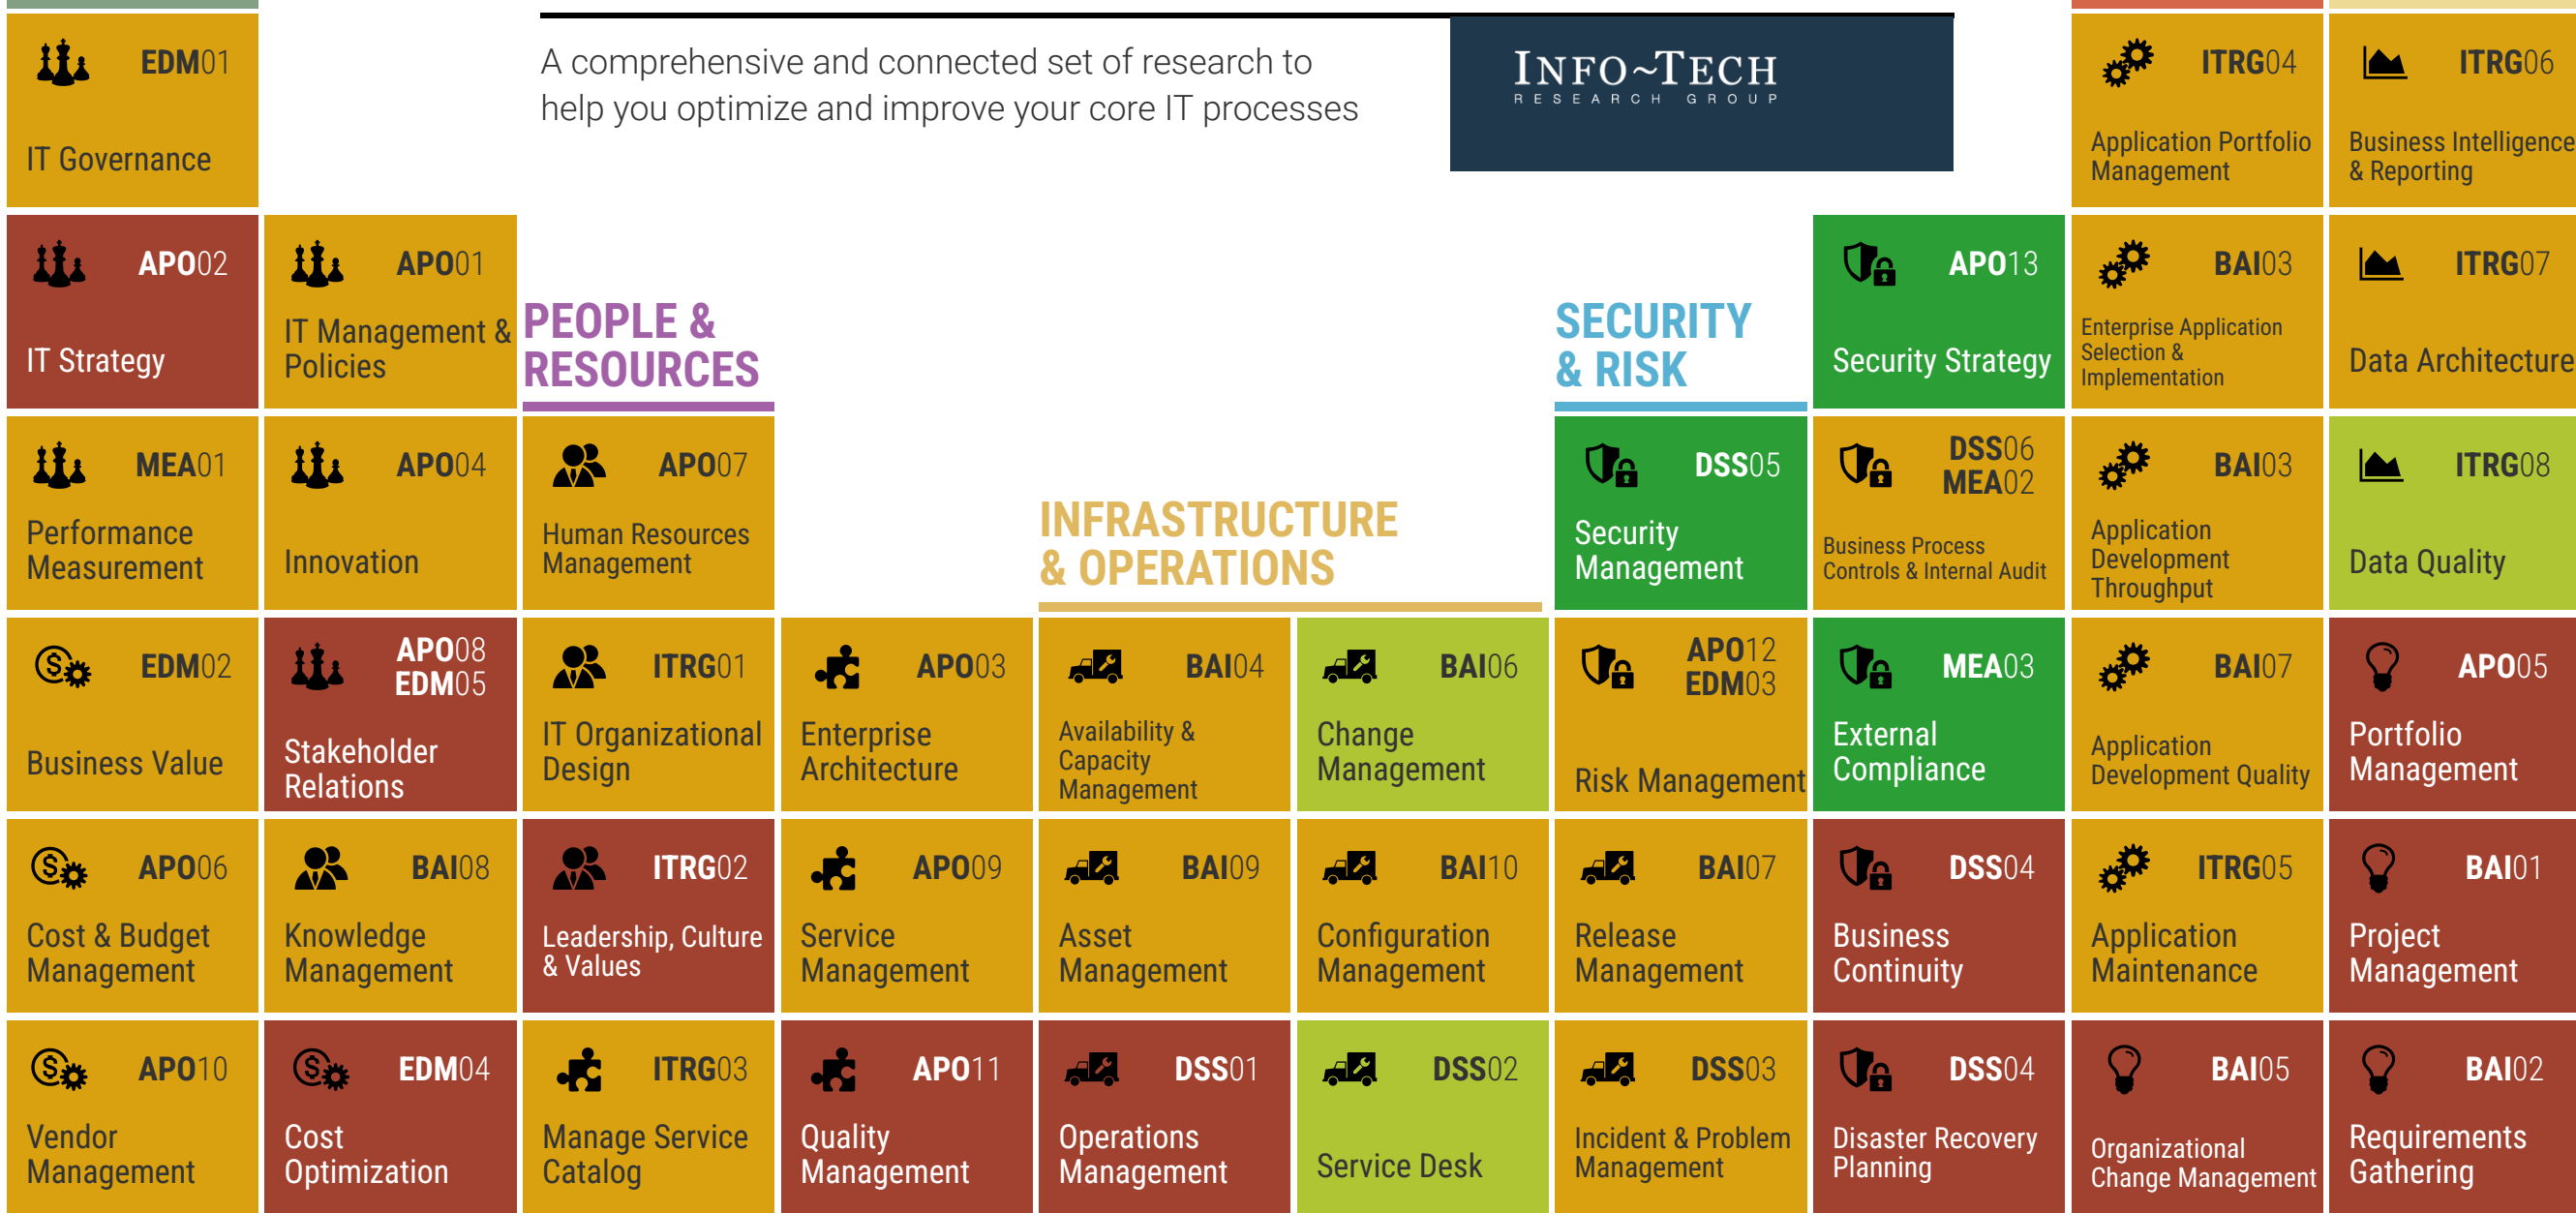 EDM01
IT Governance
A comprehensive and connected set of research to
help you optimize and improve your core IT processes
INFO~TECH
RESEARCH GROUP
ITRG04
Application Portfolio
Management
ITRG06
Business Intelligence
& Reporting
APO02
IT Strategy
APO01
IT Management &
Policies
PEOPLE &
RESOURCES
SECURITY
& RISK
APO13
Security Strategy
BAI03
Enterprise Application
Selection &
Implementation
ITRG07
Data Architecture
MEA01
Performance
Measurement
APO04
Innovation
APO07
Human Resources
Management
INFRASTRUCTURE
& OPERATIONS
DSS05
Security
Management
DSS06
MEA02
Business Process
Controls & Internal Audit
BAI03
Application
Development
Throughput
ITRG08
Data Quality
EDM02
Business Value
APO08
EDM05
Stakeholder
Relations
ITRG01
IT Organizational
Design
APO03
Enterprise
Architecture
BAI04
Availability &
Capacity
Management
BAI06
Change
Management
APO12
EDM03
Risk Management
MEA03
External
Compliance
BAI07
Application
Development Quality
APO05
Portfolio
Management
APO06
Cost & Budget
Management
BAI08
Knowledge
Management
ITRG02
Leadership, Culture
& Values
APO09
Service
Management
BAI09
Asset
Management
BAI10
Configuration
Management
BAI07
Release
Management
DSS04
Business
Continuity
ITRG05
Application
Maintenance
BAI01
Project
Management
APO10
Vendor
Management
EDM04
Cost
Optimization
ITRG03
Manage Service
Catalog
APO11
Quality
Management
DSS01
Operations
Management
DSS02
Service Desk
DSS03
Incident & Problem
Management
DSS04
Disaster Recovery
Planning
BAI05
Organizational
Change Management
BAI02
Requirements
Gathering